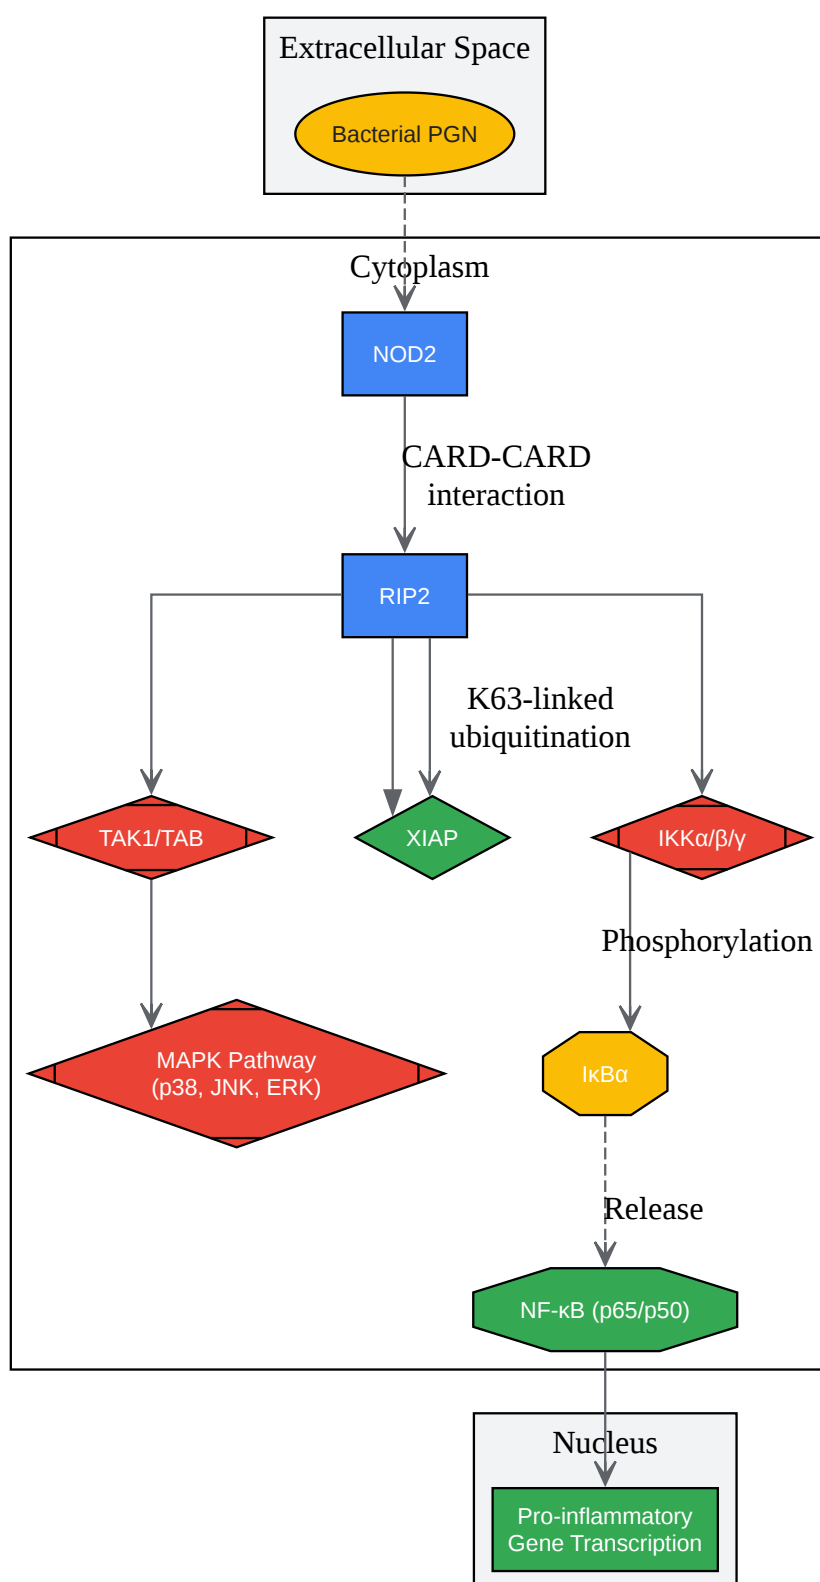 Extracellular Space
Bacterial PGN
Cytoplasm
NOD2
CARD-CARD
interaction
RIP2
K63-linked
ubiquitination
TAK1/TAB
XIAP
IKKα/β/γ
Phosphorylation
MAPK Pathway
(p38, JNK, ERK)
IκBα
Release
NF-κB (p65/p50)
Nucleus
Pro-inflammatory
Gene Transcription